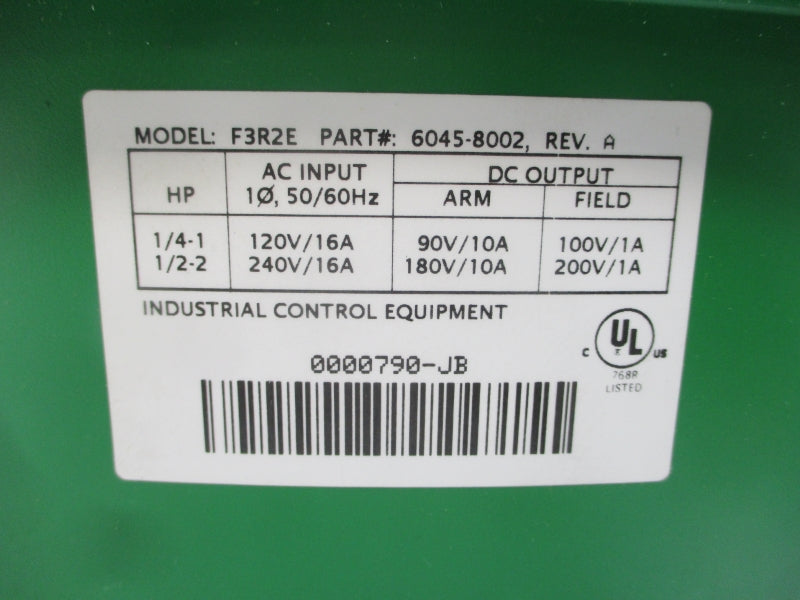 MODEL: F3R2E PART#: 6045-8002, REV. A
HP
AC INPUT
1Ø, 50/60Hz
DC OUTPUT
ARM FIELD
1/4-1 120V/16A 90V/10A 100V/1A
1/2-2 240V/16A 180V/10A 200V/1A
INDUSTRIAL CONTROL EQUIPMENT
0000790-JB
C UL US
768R
LISTED